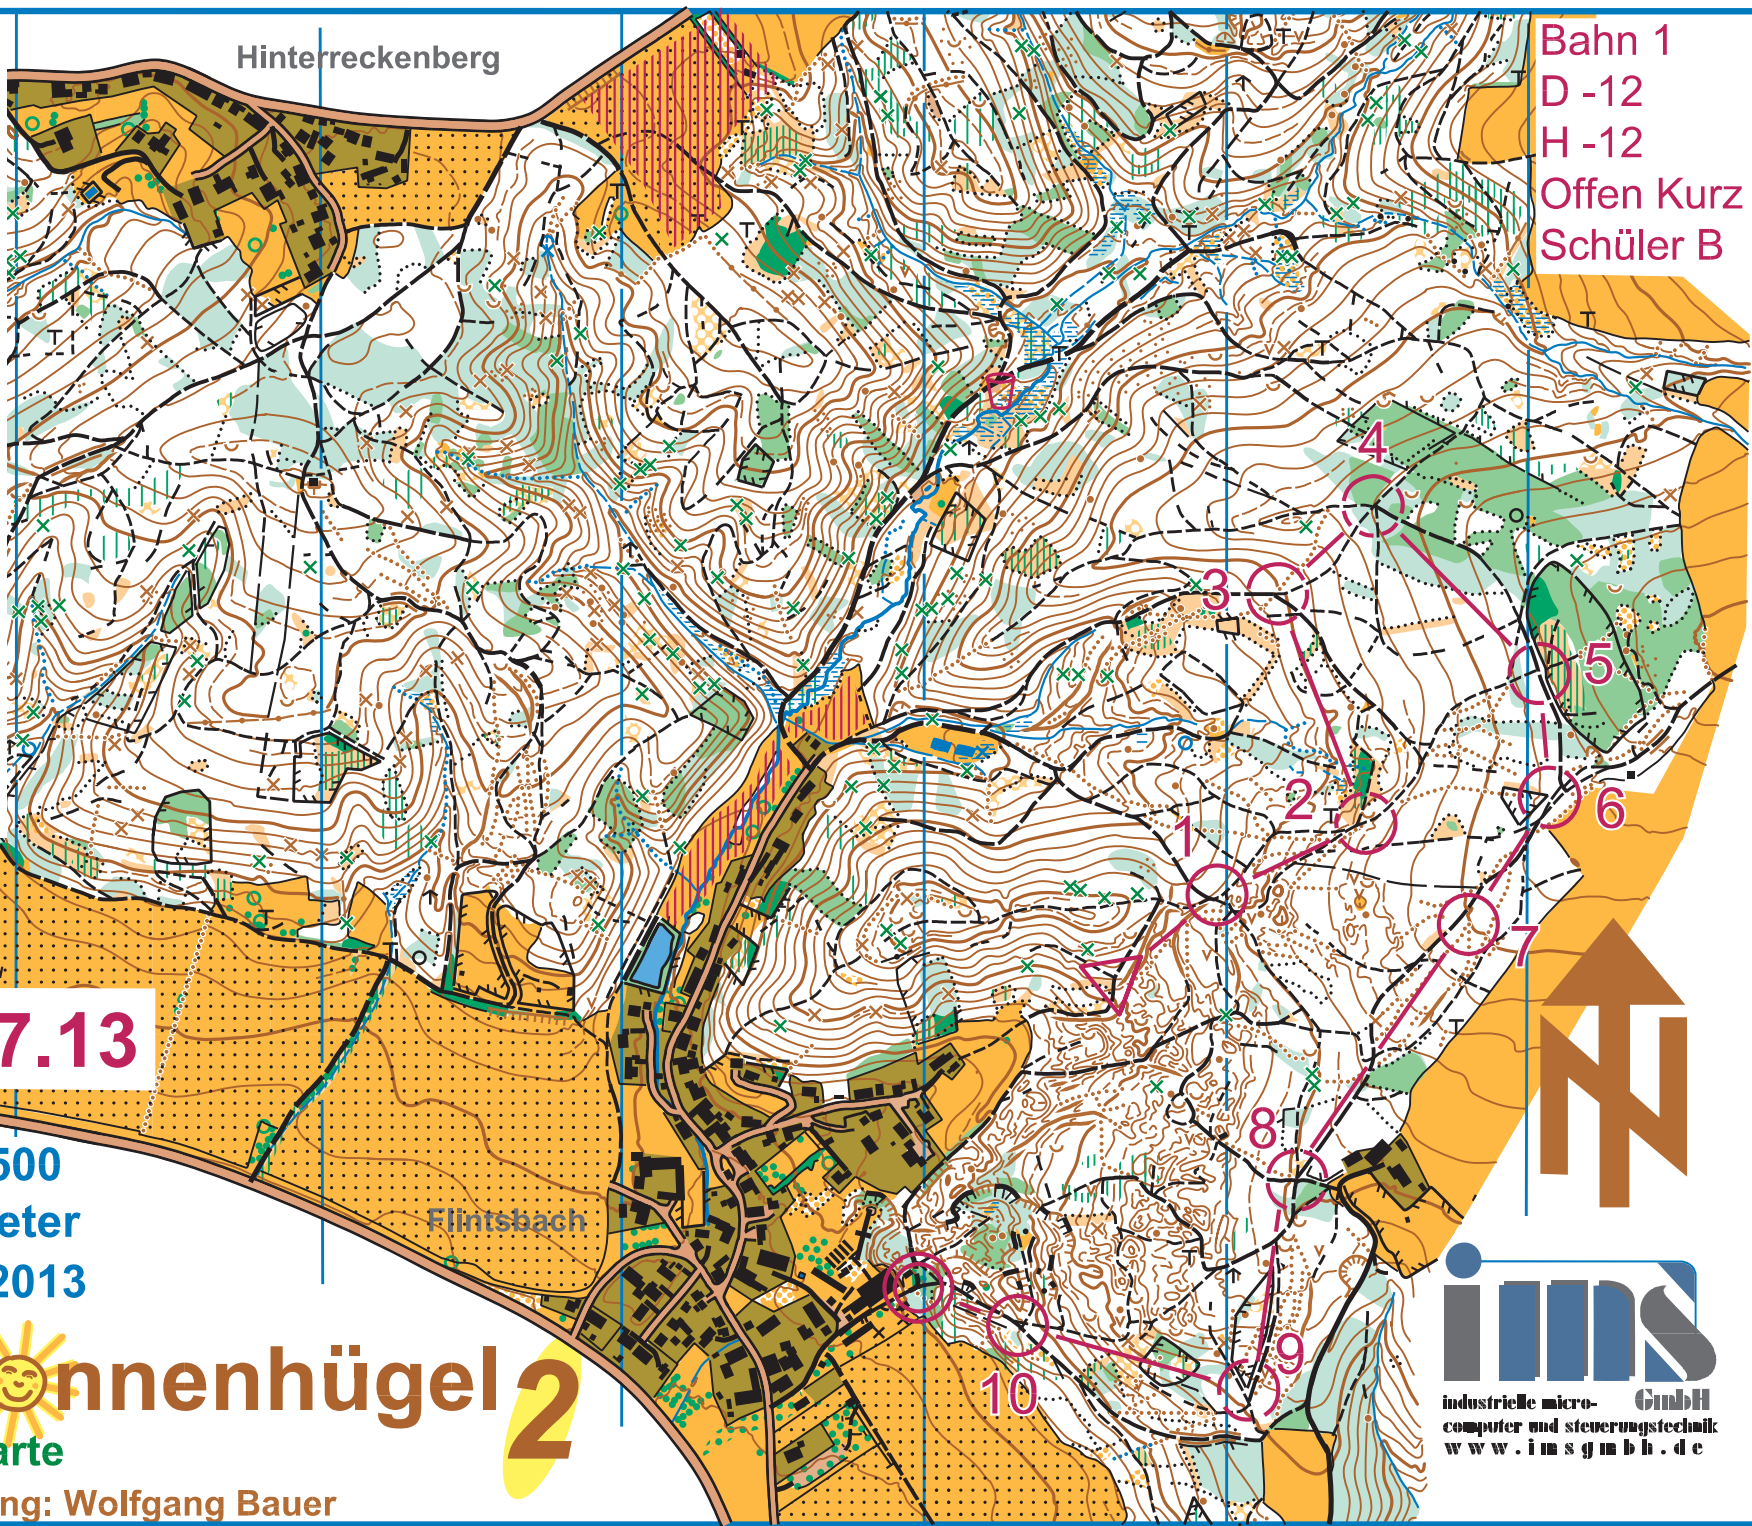 Hinterreckenberg
Bahn 1
D -12
H -12
Offen Kurz
Schüler B
4
3
5
2
6
1
7
7.13
8
500
eter
Flintsbach
2013
9
nnenhügel 2
10
arte
ng: Wolfgang Bauer
N
ims
GmbH
industrielle micro-
computer und steuerungstechnik
www.imsgmbh.de